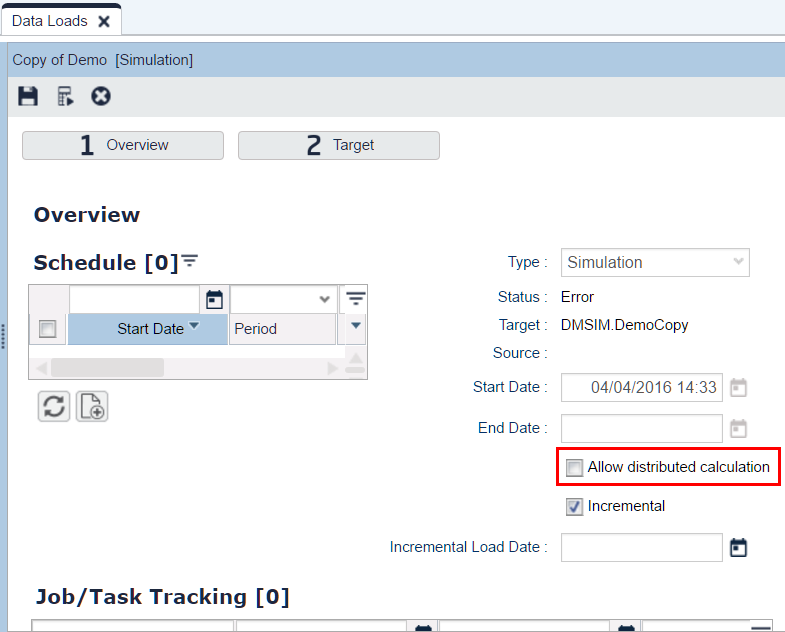 Data Loads
Copy of Demo [Simulation]
1 Overview
2 Target
Overview
Schedule [0]
Start Date
Period
Type :
Simulation
Status :
Error
Target :
DMSIM.DemoCopy
Source :
Start Date :
04/04/2016 14:33
End Date :
Allow distributed calculation
Incremental
Incremental Load Date :
Job/Task Tracking [0]